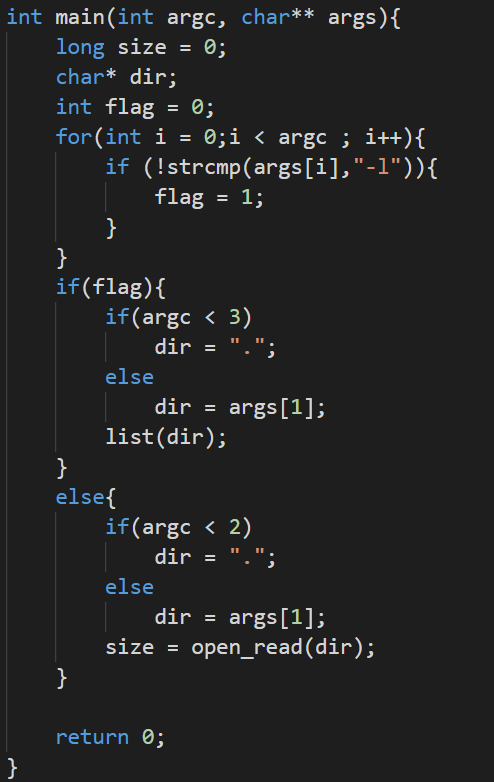 int main(int argc, char** args){
    long size = 0;
    char* dir;
    int flag = 0;
    for(int i = 0;i < argc ; i++){
        if (!strcmp(args[i],"-l")){
            flag = 1;
        }
    }
    if(flag){
        if(argc < 3)
            dir = ".";
        else
            dir = args[1];
        list(dir);
    }
    else{
        if(argc < 2)
            dir = ".";
        else
            dir = args[1];
        size = open_read(dir);
    }

    return 0;
}